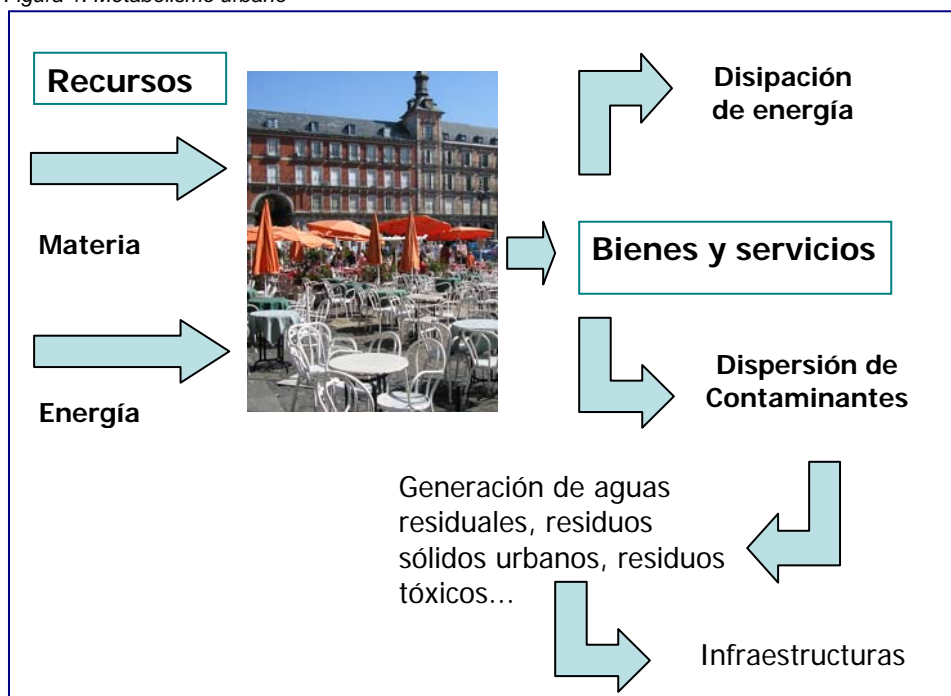 Figura 4. Metabolismo urbano
Recursos
Materia
Energía
Disipación
de energía
Bienes y servicios
Dispersión de
Contaminantes
Generación de aguas
residuales, residuos
sólidos urbanos, residuos
tóxicos…
Infraestructuras